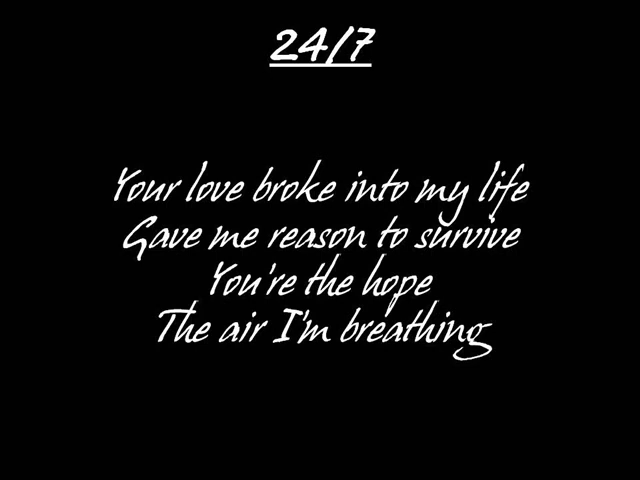 24/7
Your love broke into my life
Gave me reason to survive
You're the hope
The air I'm breathing